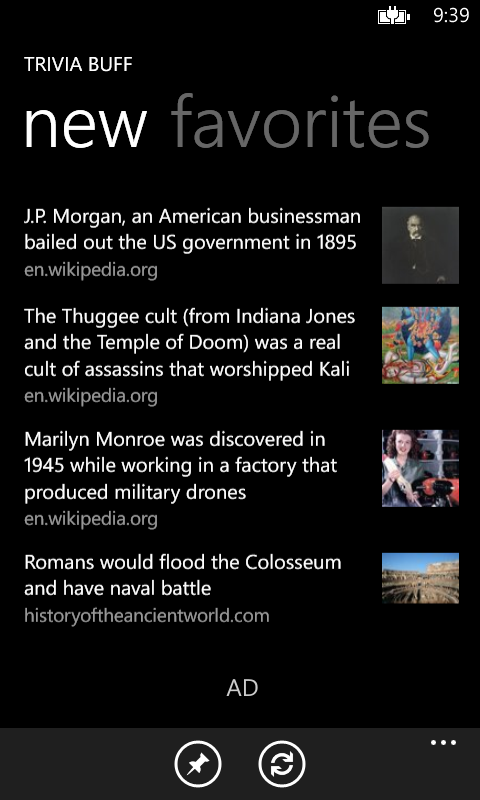 9:39
TRIVIA BUFF
new favorites
J.P. Morgan, an American businessman
bailed out the US government in 1895
en.wikipedia.org
The Thuggee cult (from Indiana Jones
and the Temple of Doom) was a real
cult of assassins that worshipped Kali
en.wikipedia.org
Marilyn Monroe was discovered in
1945 while working in a factory that
produced military drones
en.wikipedia.org
Romans would flood the Colosseum
and have naval battle
historyoftheancientworld.com
AD